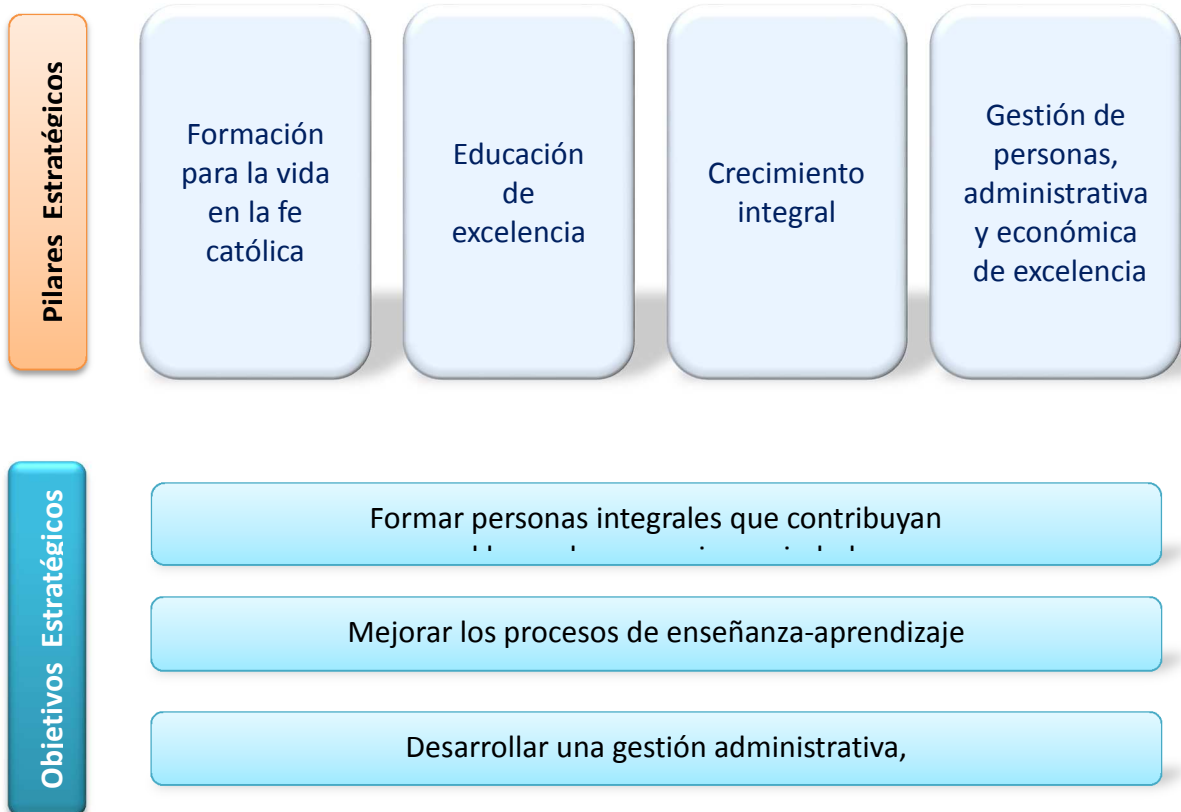 Pilares Estratégicos
Formación
para la vida
en la fe
católica
Educación
de
excelencia
Crecimiento
integral
Gestión de
personas,
administrativa
y económica
de excelencia
Objetivos Estratégicos
Formar personas integrales que contribuyan
Mejorar los procesos de enseñanza-aprendizaje
Desarrollar una gestión administrativa,